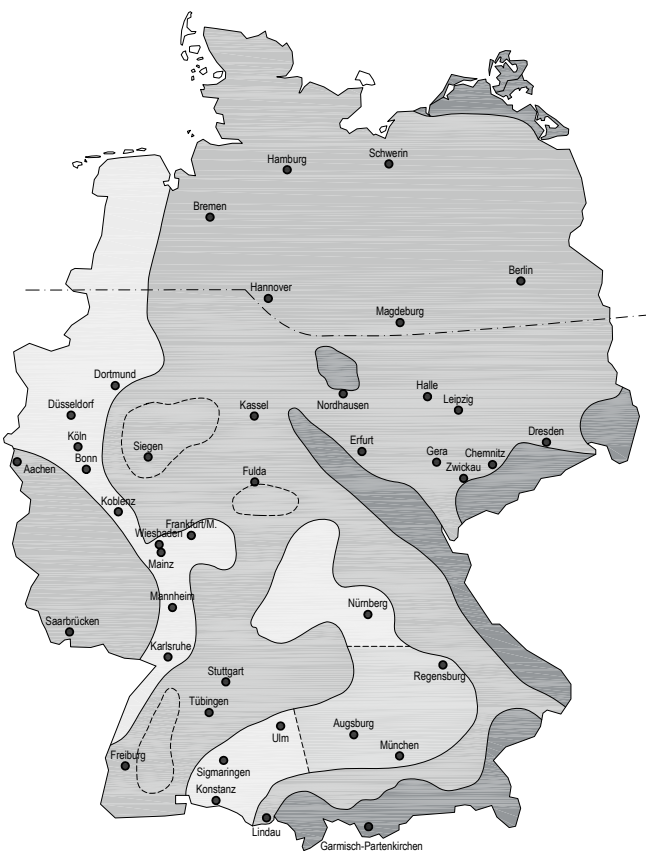 Schwerin
Hamburg
Bremen
Berlin
Hannover
Magdeburg
Dortmund
Halle
Leipzig
Düsseldorf
Kassel
Nordhausen
Dresden
Köln
Siegen
Erfurt
Gera
Chemnitz
Bonn
Aachen
Zwickau
Fulda
Koblenz
Frankfurt/M.
Wiesbaden
Mainz
Mannheim
Nürnberg
Saarbrücken
Karlsruhe
Stuttgart
Regensburg
Tübingen
Augsburg
Ulm
München
Freiburg
Sigmaringen
Konstanz
Lindau
Garmisch-Partenkirchen